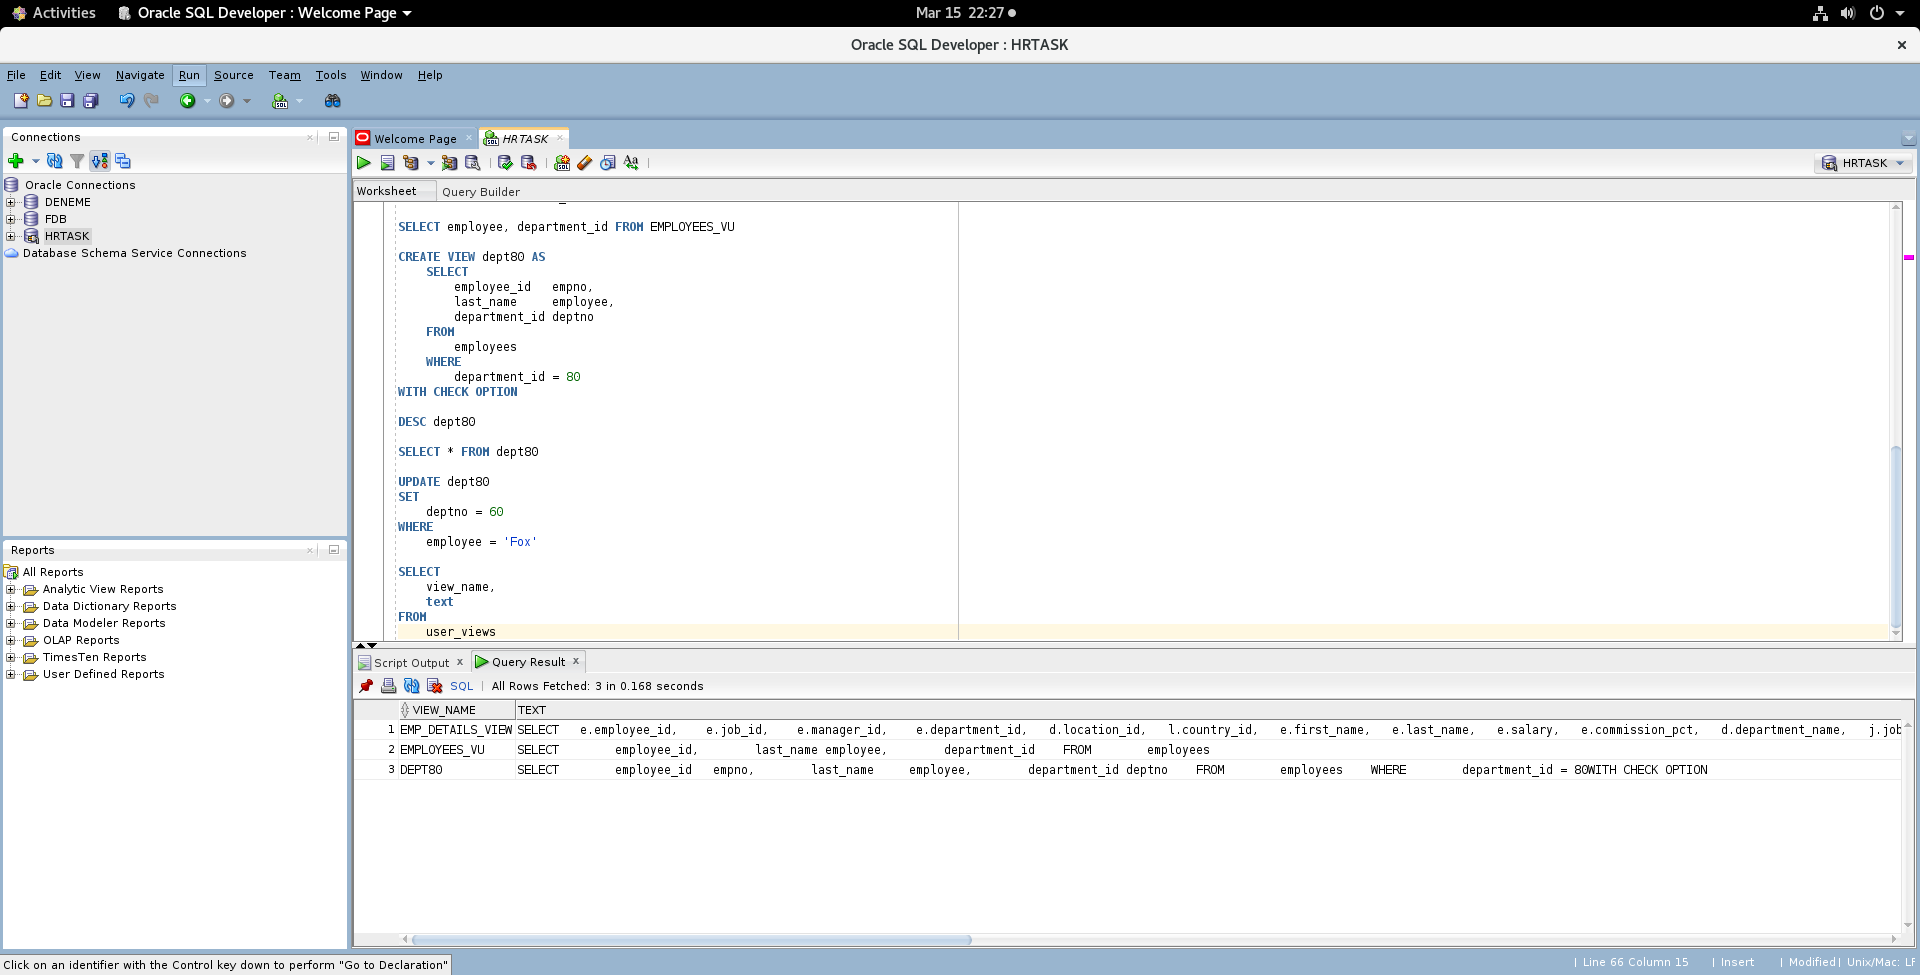 Activities Oracle SQL Developer : Welcome Page Mar 15 22:27
Oracle SQL Developer : HRTASK
File Edit View Navigate Run Source Team Tools Window Help
Connections
Oracle Connections
DENEME
FDB
HRTASK
Database Schema Service Connections
Reports
All Reports
Analytic View Reports
Data Dictionary Reports
Data Modeler Reports
OLAP Reports
TimesTen Reports
User Defined Reports
Welcome Page HRTASK
HRTASK
Worksheet Query Builder
SELECT employee, department_id FROM EMPLOYEES_VU
CREATE VIEW dept80 AS
SELECT
employee_id empno,
last_name employee,
department_id deptno
FROM
employees
WHERE
department_id = 80
WITH CHECK OPTION
DESC dept80
SELECT * FROM dept80
UPDATE dept80
SET
deptno = 60
WHERE
employee = 'Fox'
SELECT
view_name,
text
FROM
user_views
Script Output x Query Result x
SQL All Rows Fetched: 3 in 0.168 seconds
VIEW_NAME TEXT
1 EMP_DETAILS_VIEW SELECT e.employee_id, e.job_id, e.manager_id, e.department_id, d.location_id, l.country_id, e.first_name, e.last_name, e.salary, e.commission_pct, d.department_name, j.job
2 EMPLOYEES_VU SELECT employee_id, last_name employee, department_id FROM employees
3 DEPT80 SELECT employee_id empno, last_name employee, department_id deptno FROM employees WHERE department_id = 80WITH CHECK OPTION
Click on an identifier with the Control key down to perform "Go to Declaration"
| Line 66 Column 15 | Insert | Modified | Unix/Mac: LF